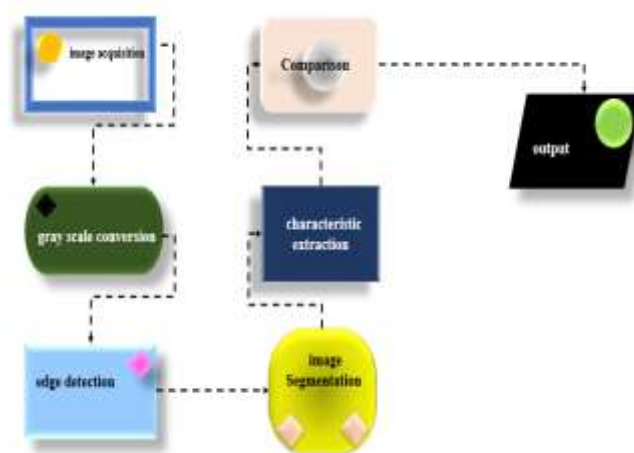 image acquisition
gray scale conversion
edge detection
image
Segmentation
characteristic
extraction
Comparison
output